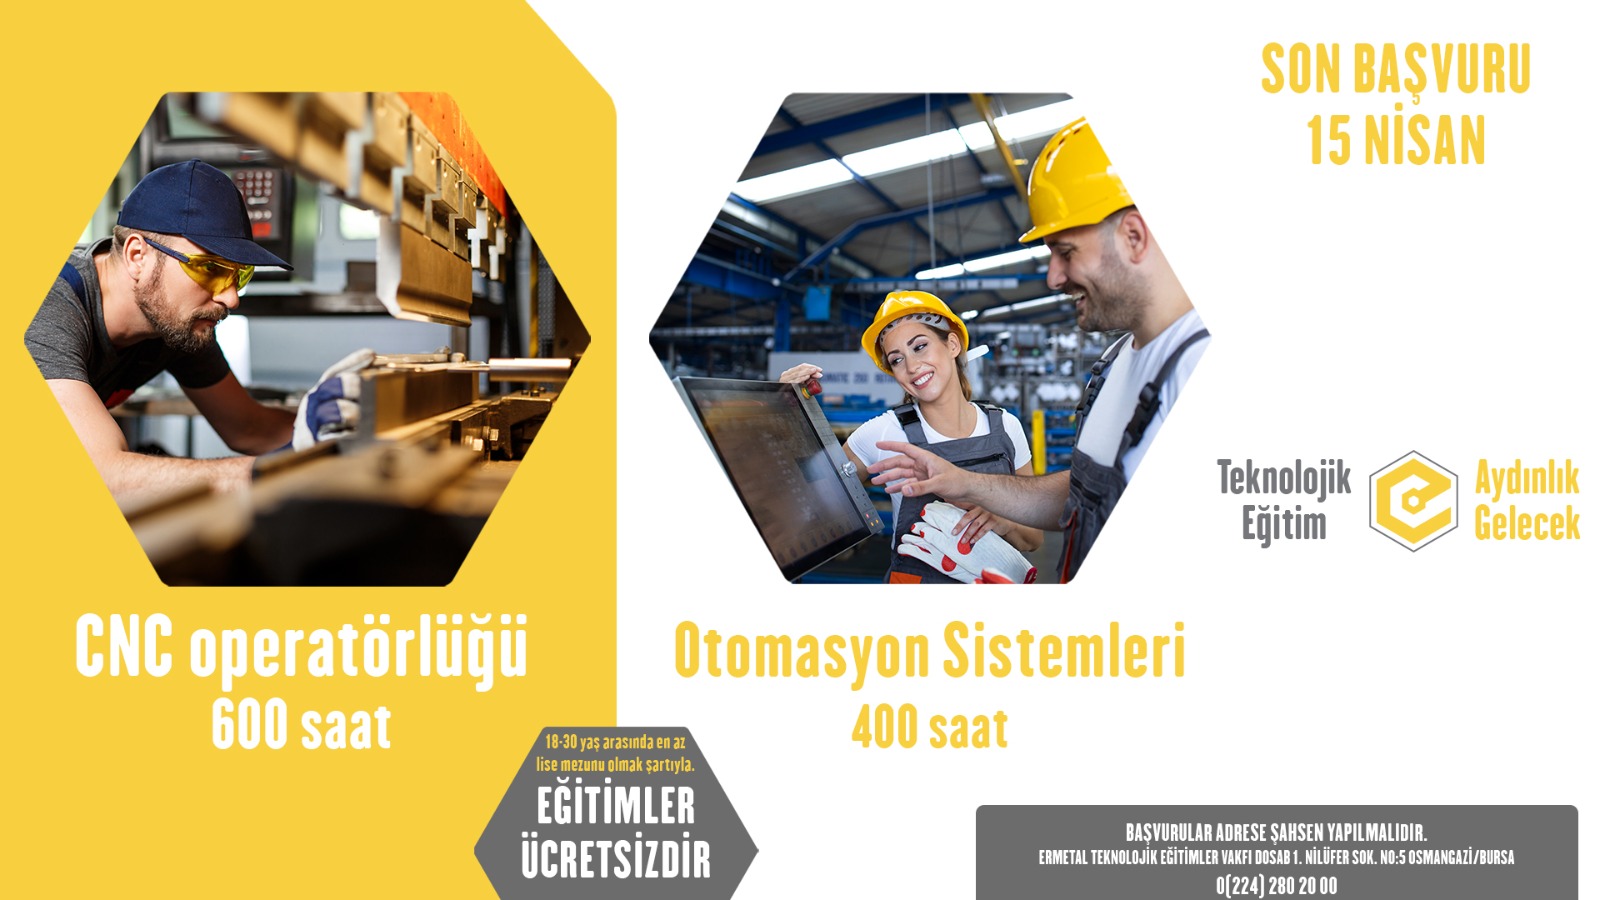 SON BAŞVURU
15 NİSAN
Teknolojik
Eğitim
Aydınlık
Gelecek
CNC operatörlüğü
600 saat
Otomasyon Sistemleri
400 saat
18-30 yaş arasında en az
lise mezunu olmak şartıyla.
EĞİTİMLER
ÜCRETSİZDİR
BAŞVURULAR ADRESE ŞAHSEN YAPILMALIDIR.
ERMETAL TEKNOLOJİK EĞİTİMLER VAKFI DOSAB 1. NİLÜFER SOK. NO:5 OSMANGAZİ/BURSA
0(224) 280 20 00